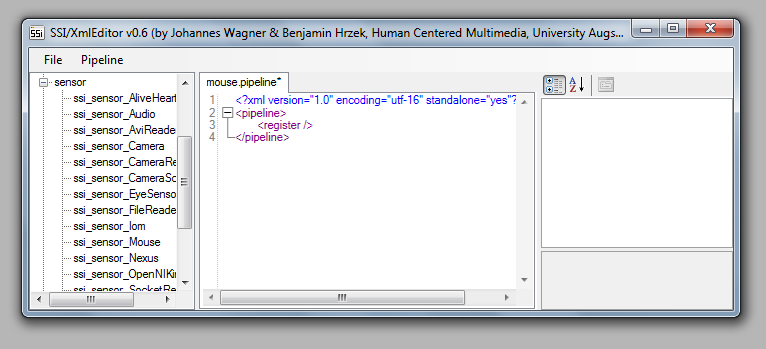 SSI/XmlEditor v0.6 (by Johannes Wagner & Benjamin Hrzek, Human Centered Multimedia, University Augs...
File Pipeline
sensor
ssi_sensor_AliveHeart
ssi_sensor_Audio
ssi_sensor_AviReade
ssi_sensor_Camera
ssi_sensor_CameraRe
ssi_sensor_CameraSc
ssi_sensor_EyeSenso
ssi_sensor_FileReade
ssi_sensor_Iom
ssi_sensor_Mouse
ssi_sensor_Nexus
ssi_sensor_OpenNIKi
ssi_sensor_SocketRe
mouse.pipeline*
1 <?xml version="1.0" encoding="utf-16" standalone="yes"?
2 <pipeline>
3 <register />
4 </pipeline>